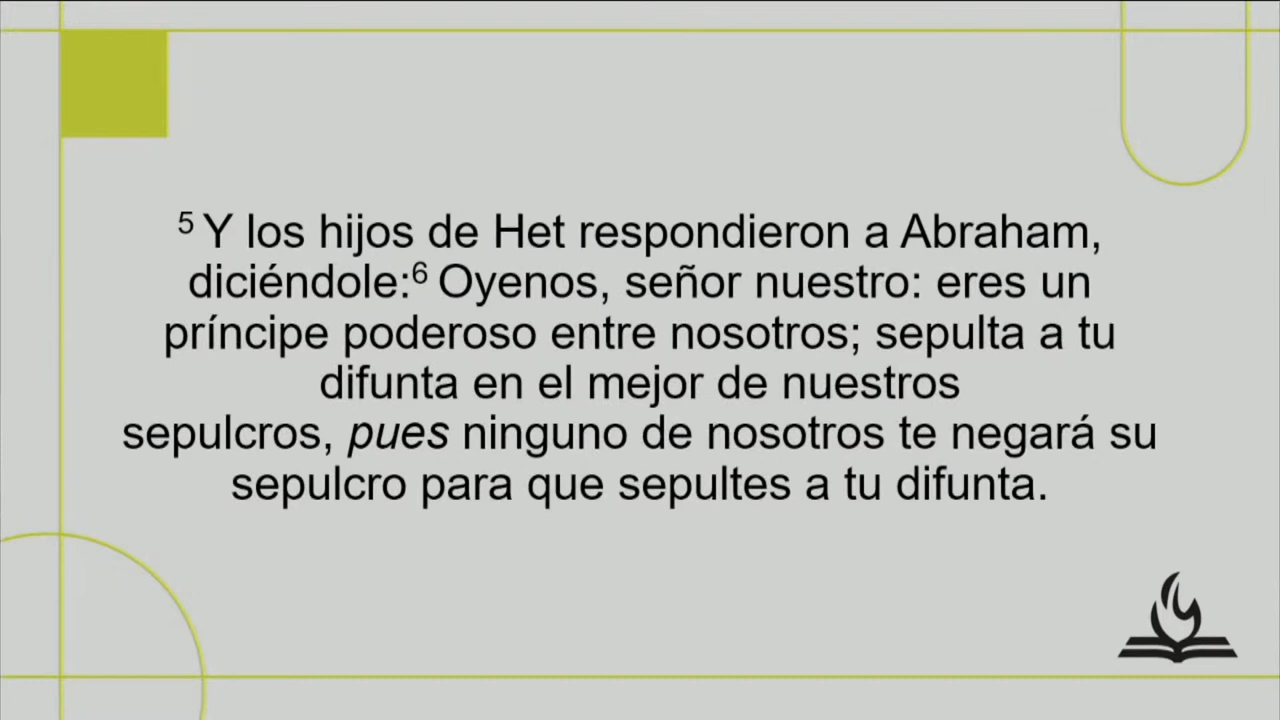 ⁵ Y los hijos de Het respondieron a Abraham,
diciéndole:⁶ Oyenos, señor nuestro: eres un
príncipe poderoso entre nosotros; sepulta a tu
difunta en el mejor de nuestros
sepulcros, pues ninguno de nosotros te negará su
sepulcro para que sepultes a tu difunta.